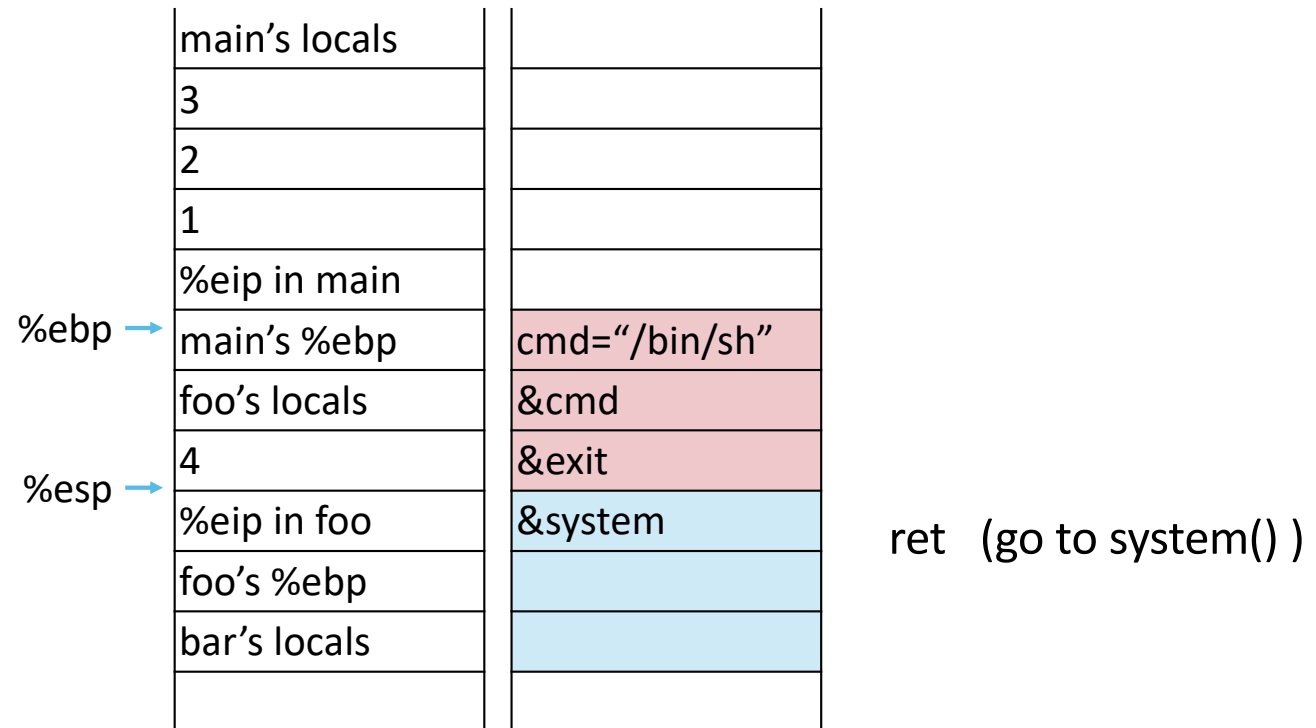 main's locals
3
2
1
%eip in main
%ebp → main's %ebp cmd=“/bin/sh”
foo's locals &cmd
4 &exit
%esp →
%eip in foo &system
ret (go to system() )
foo's %ebp
bar's locals